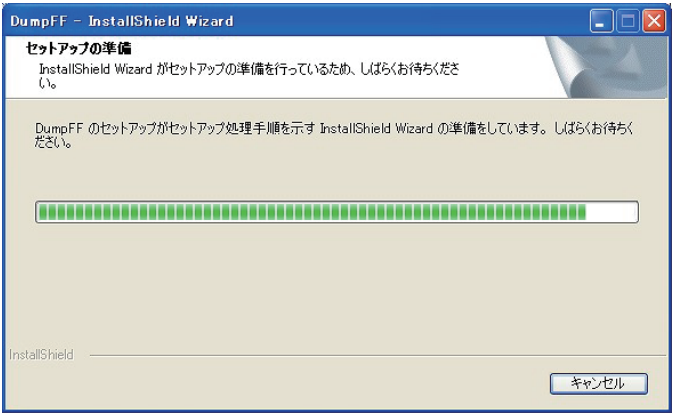 DumpFF - InstallShield Wizard
セットアップの準備
InstallShield Wizard がセットアップの準備を行っているため、しばらくお待ちくださ
い。
DumpFF のセットアップがセットアップ処理手順を示す InstallShield Wizard の準備をしています。しばらくお待ちく
ださい。
InstallShield
キャンセル